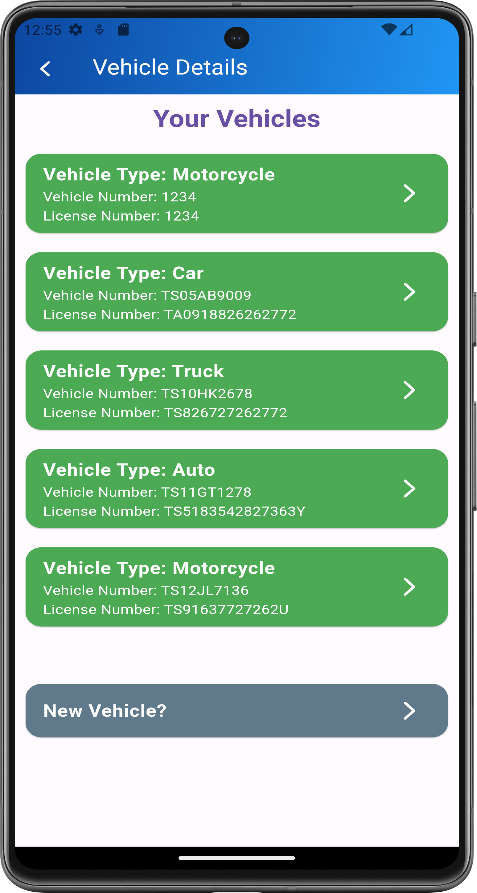 12:55
Vehicle Details
Your Vehicles
Vehicle Type: Motorcycle
Vehicle Number: 1234
License Number: 1234
Vehicle Type: Car
Vehicle Number: TS05AB9009
License Number: TA0918826262772
Vehicle Type: Truck
Vehicle Number: TS10HK2678
License Number: TS826727262772
Vehicle Type: Auto
Vehicle Number: TS11GT1278
License Number: TS5183542827363Y
Vehicle Type: Motorcycle
Vehicle Number: TS12JL7136
License Number: TS91637727262U
New Vehicle?